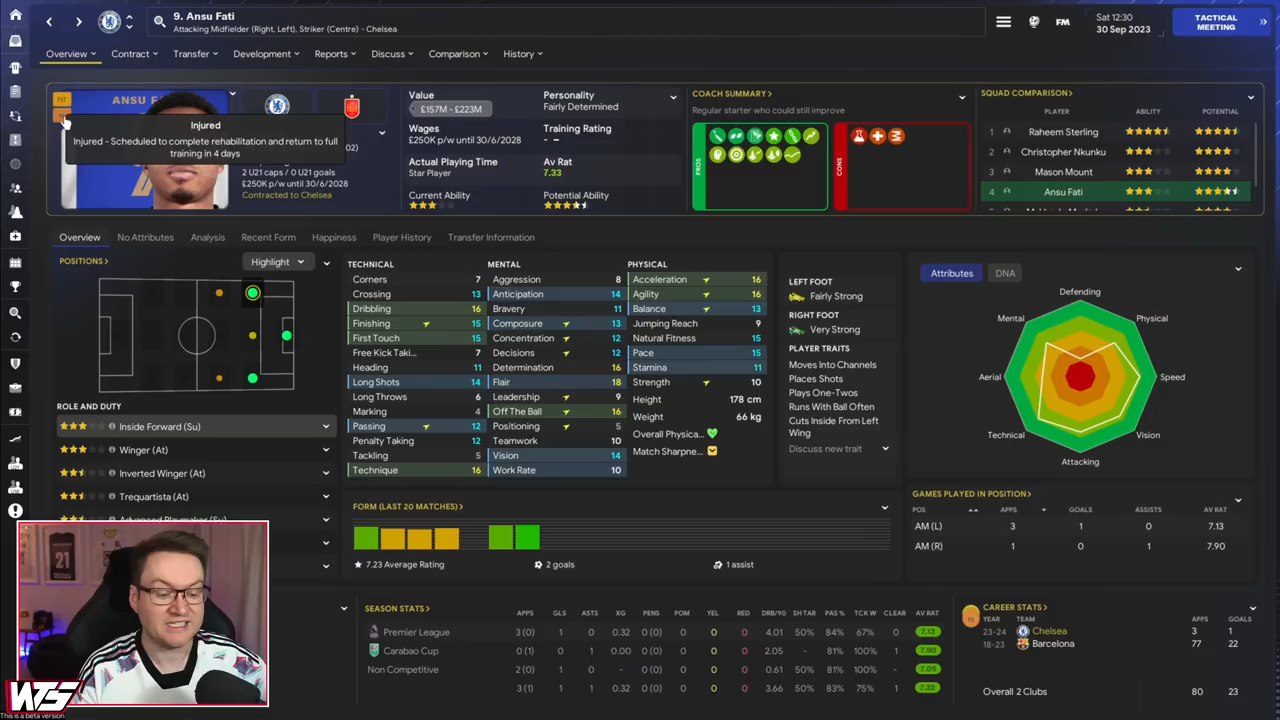 9. Ansu Fati
Attacking Midfielder (Right, Left), Striker (Centre) - Chelsea
FM
Sat 12:30
30 Sep 2023
TACTICAL
MEETING
Overview
Contract
Transfer
Development
Reports
Discuss
Comparison
History
FIT
ANSU F
Injured
Injured - Scheduled to complete rehabilitation and return to full
training in 4 days
2 U21 caps / 0 U21 goals
£250K p/w until 30/6/2028
Contracted to Chelsea
Value
£157M - £223M
Wages
£250K p/w until 30/6/2028
Actual Playing Time
Star Player
Current Ability
Personality
Fairly Determined
Training Rating
- -
Av Rat
7.33
Potential Ability
COACH SUMMARY
Regular starter who could still improve
PROS
CONS
SQUAD COMPARISON
PLAYER ABILITY POTENTIAL
1 Raheem Sterling
2 Christopher Nkunku
3 Mason Mount
4 Ansu Fati
Overview
No Attributes
Analysis
Recent Form
Happiness
Player History
Transfer Information
POSITIONS
Highlight
ROLE AND DUTY
Inside Forward (Su)
Winger (At)
Inverted Winger (At)
Trequartista (At)
Advanced Playmaker (Su)
TECHNICAL
Corners 7
Crossing 13
Dribbling 16
Finishing 15
First Touch 15
Free Kick Taki... 7
Heading 11
Long Shots 14
Long Throws 6
Marking 4
Passing 12
Penalty Taking 12
Tackling 5
Technique 16
MENTAL
Aggression 8
Anticipation 14
Bravery 11
Composure 13
Concentration 12
Decisions 12
Determination 16
Flair 18
Leadership 9
Off The Ball 16
Positioning 5
Teamwork 10
Vision 14
Work Rate 10
PHYSICAL
Acceleration 16
Agility 16
Balance 13
Jumping Reach 9
Natural Fitness 15
Pace 15
Stamina 11
Strength 10
Height 178 cm
Weight 66 kg
Overall Physica...
Match Sharpne...
LEFT FOOT
Fairly Strong
RIGHT FOOT
Very Strong
PLAYER TRAITS
Moves Into Channels
Places Shots
Plays One-Twos
Runs With Ball Often
Cuts Inside From Left
Wing
Discuss new trait
Attributes
DNA
Defending
Physical
Speed
Vision
Attacking
Technical
Aerial
Mental
FORM (LAST 20 MATCHES)
7.23 Average Rating
2 goals
1 assist
GAMES PLAYED IN POSITION
POS APPS GOALS ASSISTS AV RAT
AM (L) 3 1 0 7.13
AM (R) 1 0 1 7.90
SEASON STATS APPS GLS ASTS XG PENS POM YEL RED DRB/90 SH TAR PAS % TCK W CLEAR AV RAT
Premier League 3 (0) 1 0 0.32 0 (0) 0 0 0 4.01 50% 84% 67% 0 7.13
Carabao Cup 0 (1) 0 1 0.00 0 (0) 0 0 0 2.05 - 81% 100% 1 7.90
Non Competitive 2 (0) 1 0 - 0 (0) 0 0 0 0.61 50% 81% 100% 0 7.05
3 (1) 1 1 0.32 0 (0) 0 0 0 3.66 50% 83% 75% 1 7.32
CAREER STATS
YEAR TEAM APPS GOALS
23-24 Chelsea 3 1
18-23 Barcelona 77 22
Overall 2 Clubs 80 23
21
WTS
This is a beta version